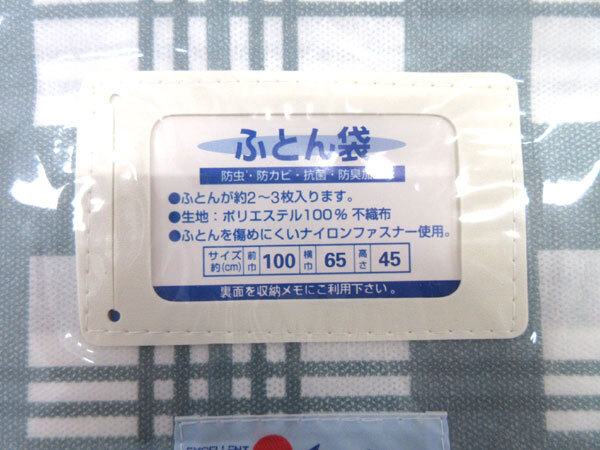 ふとん袋
防虫・防カビ・抗菌・防臭加
●ふとんが約2～3枚入ります。
●生地：ポリエステル100％ 不織布
●ふとんを傷めにくいナイロンファスナー使用。
サイズ約(cm) 前巾 100 横巾 65 高さ 45
裏面を収納メモにご利用下さい。
EXCELLENT